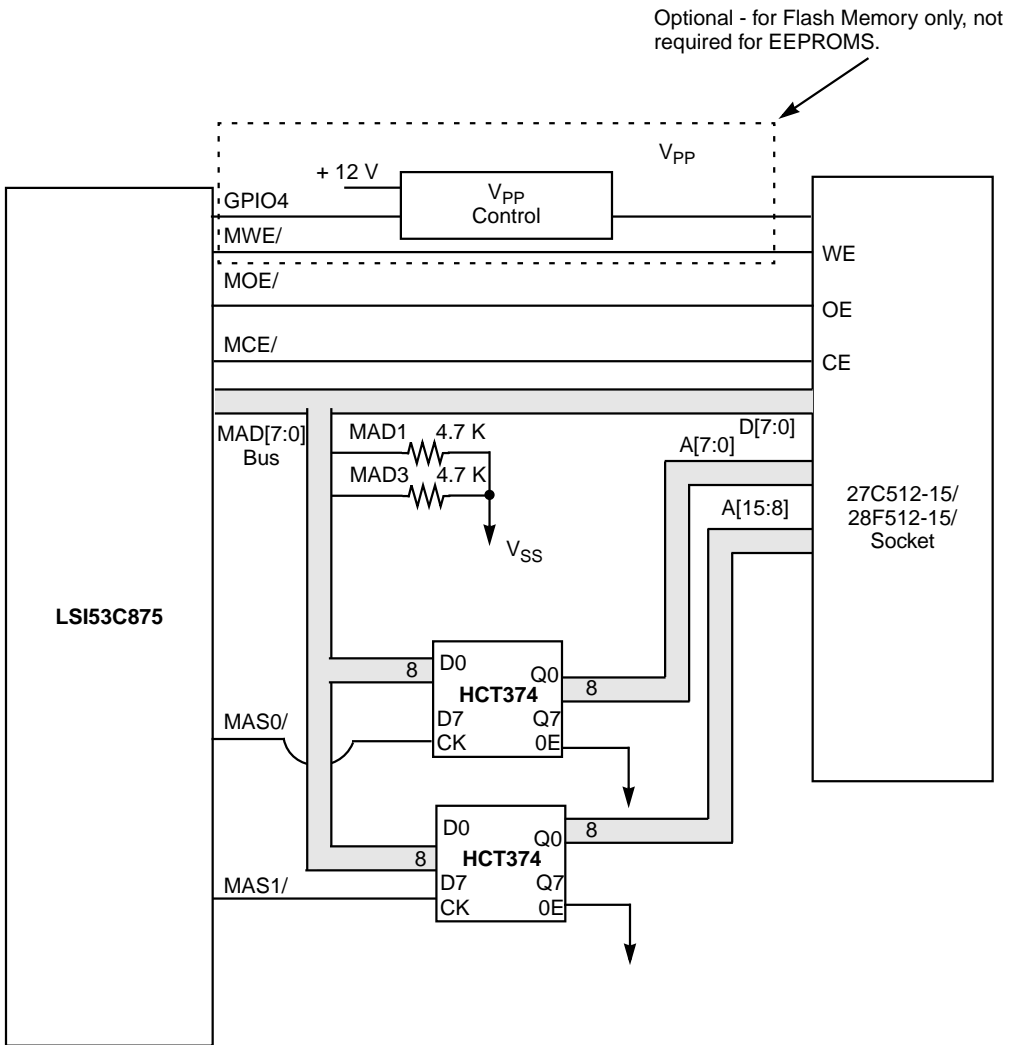 Optional - for Flash Memory only, not
required for EEPROMS.
VPP
+ 12 V
VPP
Control
GPIO4
MWE/
WE
MOE/
OE
MCE/
CE
MAD[7:0]
Bus
MAD1 4.7 K
MAD3 4.7 K
VSS
D[7:0]
A[7:0]
A[15:8]
27C512-15/
28F512-15/
Socket
LSI53C875
8
D0
Q0
8
HCT374
D7
Q7
MAS0/
CK
0E
D0
Q0
8
8
HCT374
D7
Q7
MAS1/
CK
0E